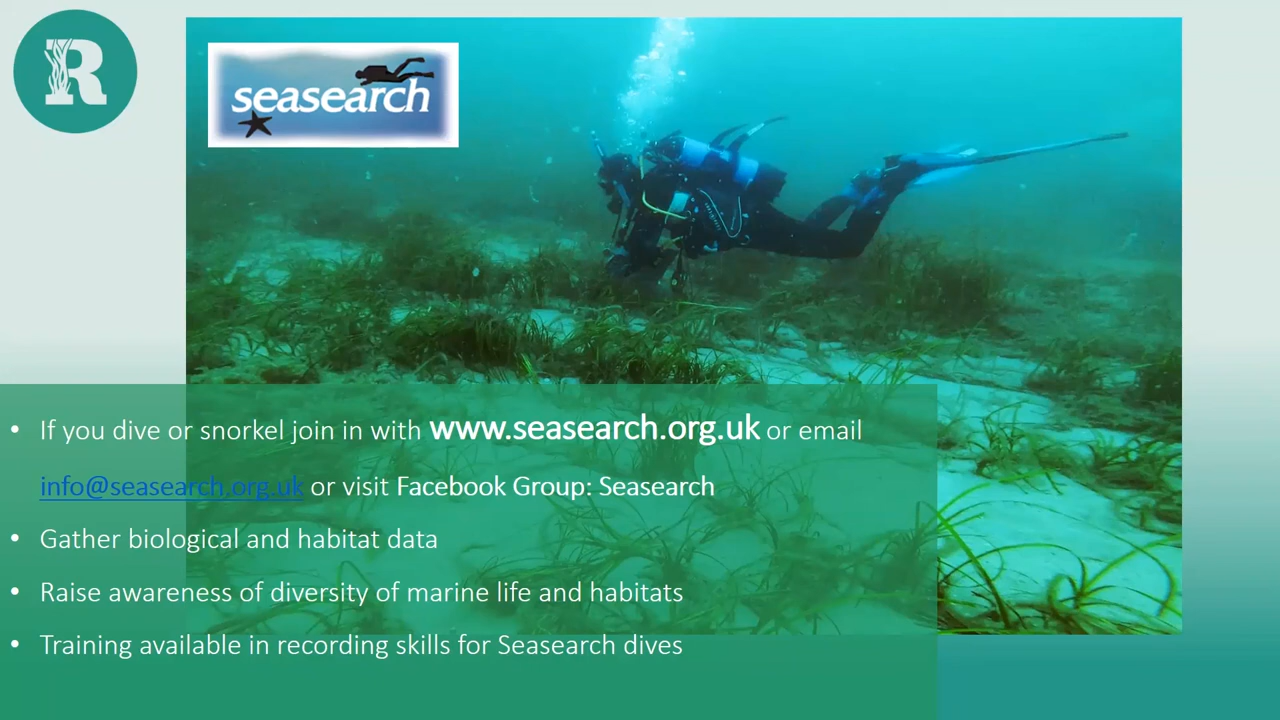 R
seasearch
• If you dive or snorkel join in with www.seasearch.org.uk or email
info@seasearch.org.uk or visit Facebook Group: Seasearch
• Gather biological and habitat data
• Raise awareness of diversity of marine life and habitats
• Training available in recording skills for Seasearch dives